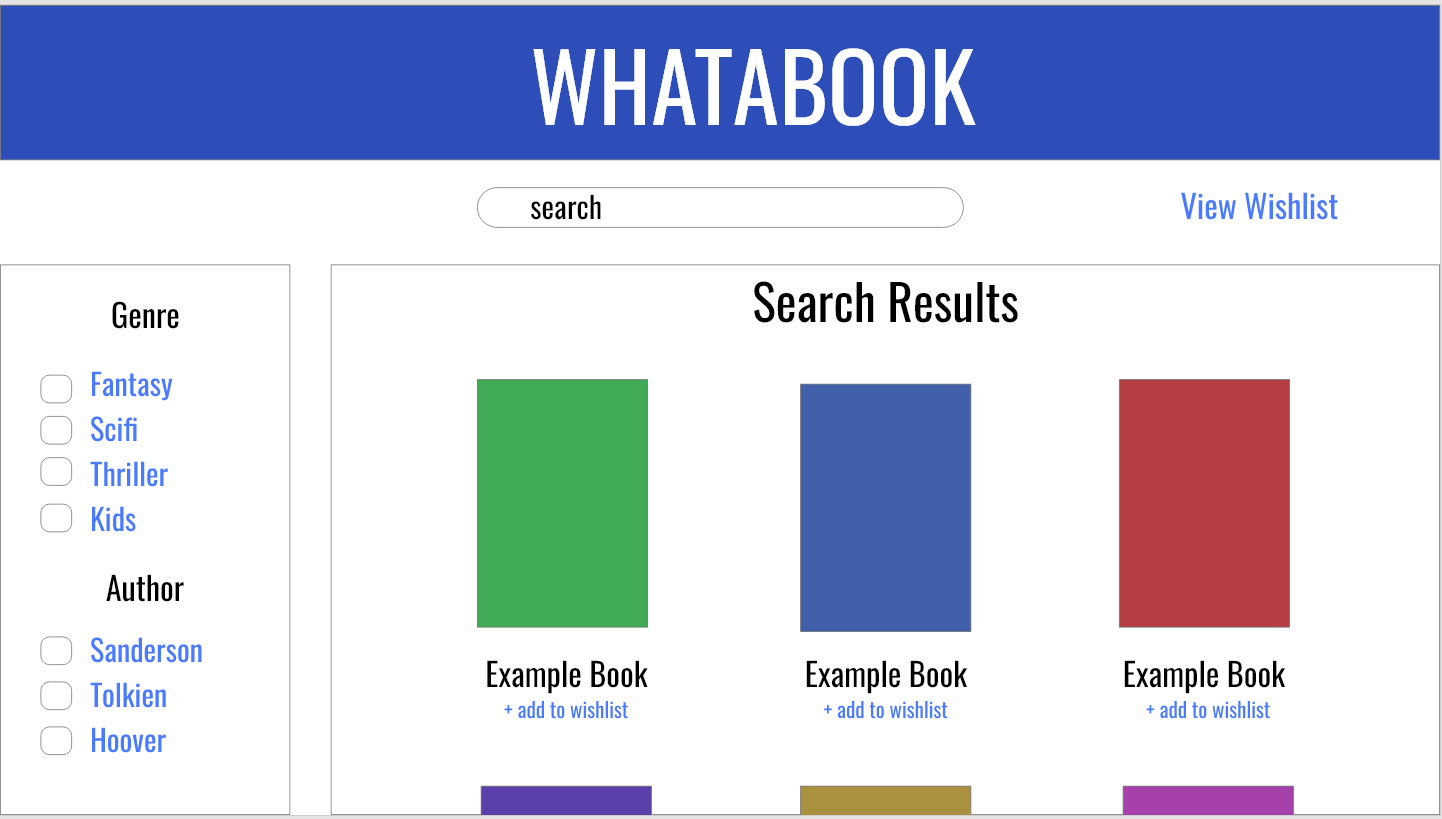 WHATABOOK
search
View Wishlist
Genre
Fantasy
Scifi
Thriller
Kids
Author
Sanderson
Tolkien
Hoover
Search Results
Example Book
+ add to wishlist
Example Book
+ add to wishlist
Example Book
+ add to wishlist